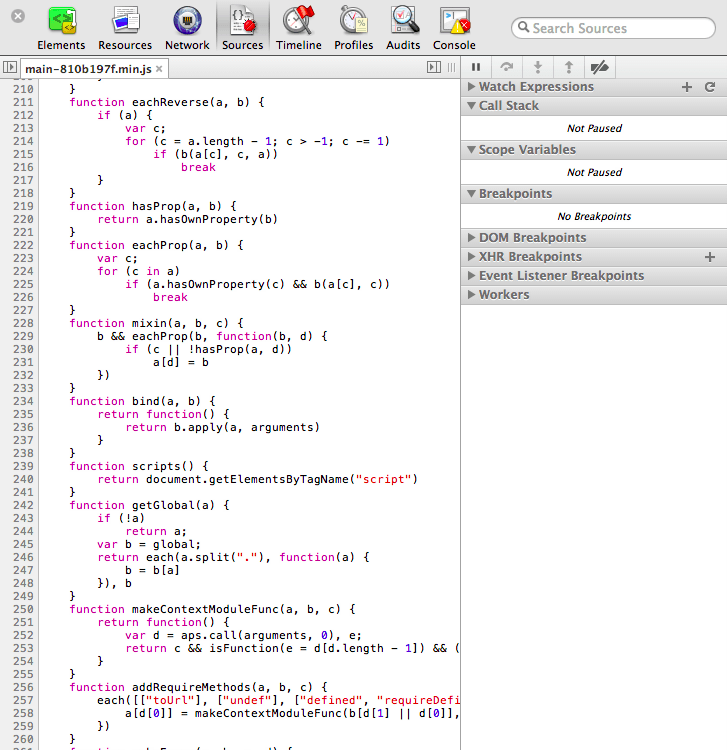 Elements Resources Network Sources Timeline Profiles Audits Console Search Sources
main-810b197f.min.js ×
210 }
211 function eachReverse(a, b) {
212 if (a) {
213 var c;
214 for (c = a.length - 1; c > -1; c -= 1)
215 if (b(a[c], c, a))
216 break
217 }
218 }
219 function hasProp(a, b) {
220 return a.hasOwnProperty(b)
221 }
222 function eachProp(a, b) {
223 var c;
224 for (c in a)
225 if (a.hasOwnProperty(c) && b(a[c], c))
226 break
227 }
228 function mixin(a, b, c) {
229 b && eachProp(b, function(b, d) {
230 if (c || !hasProp(a, d))
231 a[d] = b
232 })
233 }
234 function bind(a, b) {
235 return function() {
236 return b.apply(a, arguments)
237 }
238 }
239 function scripts() {
240 return document.getElementsByTagName("script")
241 }
242 function getGlobal(a) {
243 if (!a)
244 return a;
245 var b = global;
246 return each(a.split("."), function(a) {
247 b = b[a]
248 }), b
249 }
250 function makeContextModuleFunc(a, b, c) {
251 return function() {
252 var d = aps.call(arguments, 0), e;
253 return c && isFunction(e = d[d.length - 1]) && (
254 }
255 }
256 function addRequireMethods(a, b, c) {
257 each([["toUrl"], ["undef"], ["defined", "requireDefi
258 a[d[0]] = makeContextModuleFunc(b[d[1] || d[0]],
259 })
260 }
Watch Expressions
Call Stack
Not Paused
Scope Variables
Not Paused
Breakpoints
No Breakpoints
DOM Breakpoints
XHR Breakpoints
Event Listener Breakpoints
Workers